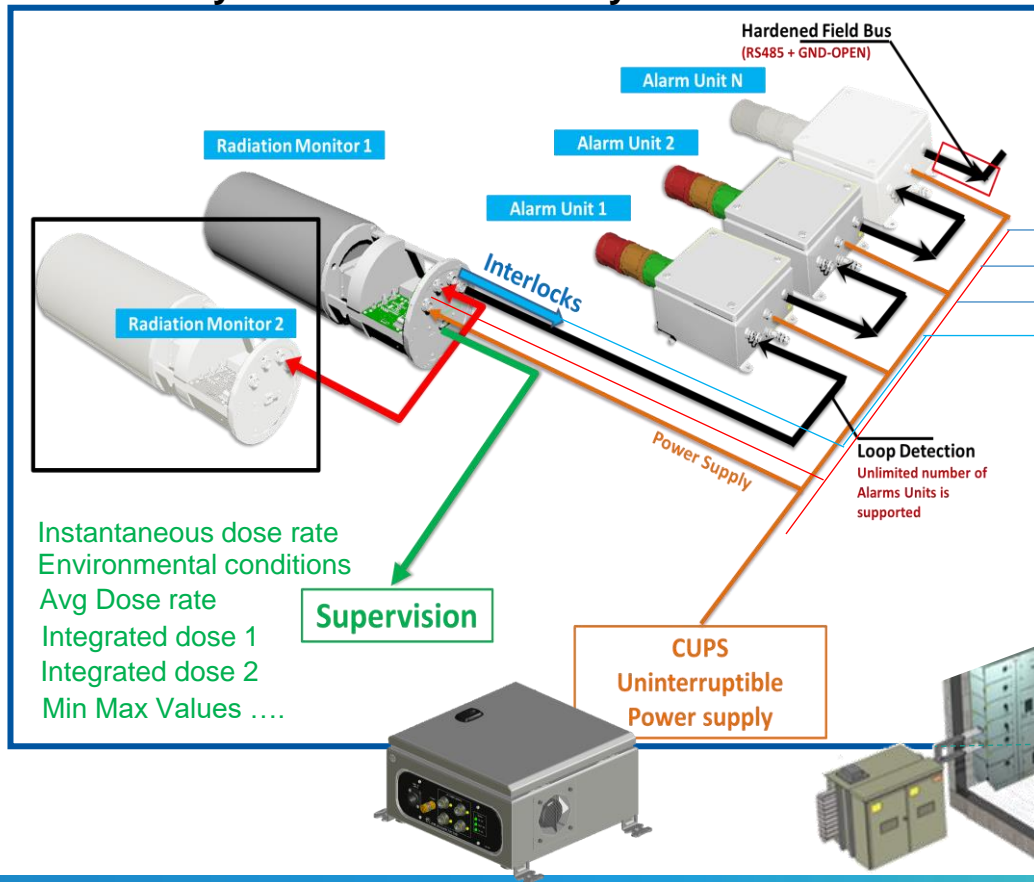 Hardened Field Bus
(RS485 + GND-OPEN)
Alarm Unit N
Radiation Monitor 1
Alarm Unit 2
Alarm Unit 1
Interlocks
Radiation Monitor 2
Power Supply
Loop Detection
Unlimited number of
Alarms Units is
supported
Instantaneous dose rate
Environmental conditions
Avg Dose rate
Integrated dose 1
Integrated dose 2
Min Max Values ....
Supervision
CUPS
Uninterruptible
Power supply